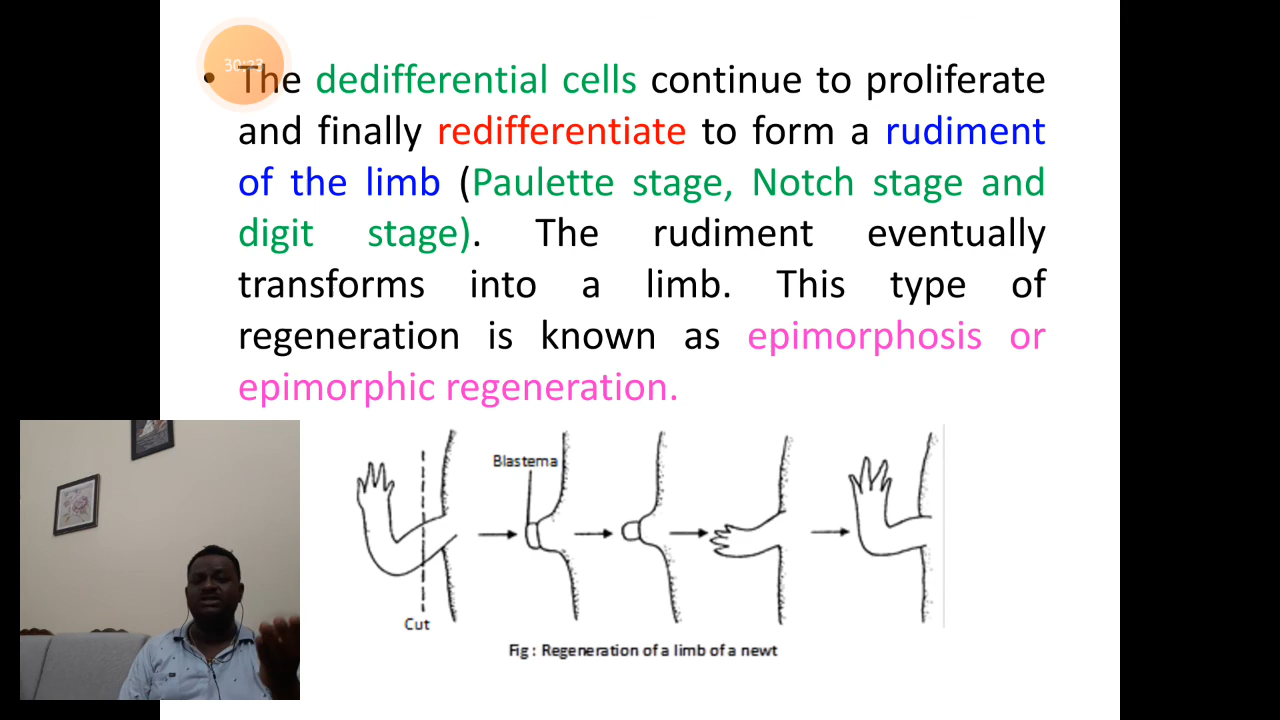 30:23
• The dedifferential cells continue to proliferate
and finally redifferentiate to form a rudiment
of the limb (Paulette stage, Notch stage and
digit stage). The rudiment eventually
transforms into a limb. This type of
regeneration is known as epimorphosis or
epimorphic regeneration.
Blastema
Cut
Fig : Regeneration of a limb of a newt